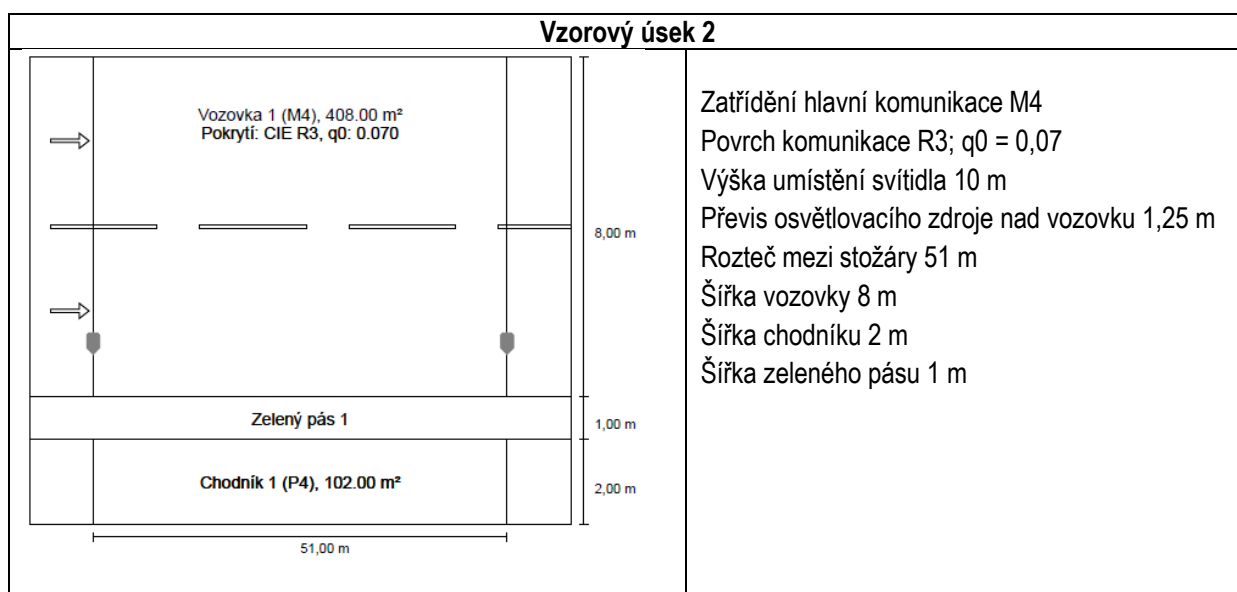 Vzorový úsek 2
Vozovka 1 (M4), 408.00 m²
Pokrytí: CIE R3, q0: 0.070
8,00 m
Zelený pás 1
1,00 m
Chodník 1 (P4), 102.00 m²
2,00 m
51,00 m
Zatřídění hlavní komunikace M4
Povrch komunikace R3; q0 = 0,07
Výška umístění svítidla 10 m
Převis osvětlovacího zdroje nad vozovku 1,25 m
Rozteč mezi stožáry 51 m
Šířka vozovky 8 m
Šířka chodníku 2 m
Šířka zeleného pásu 1 m